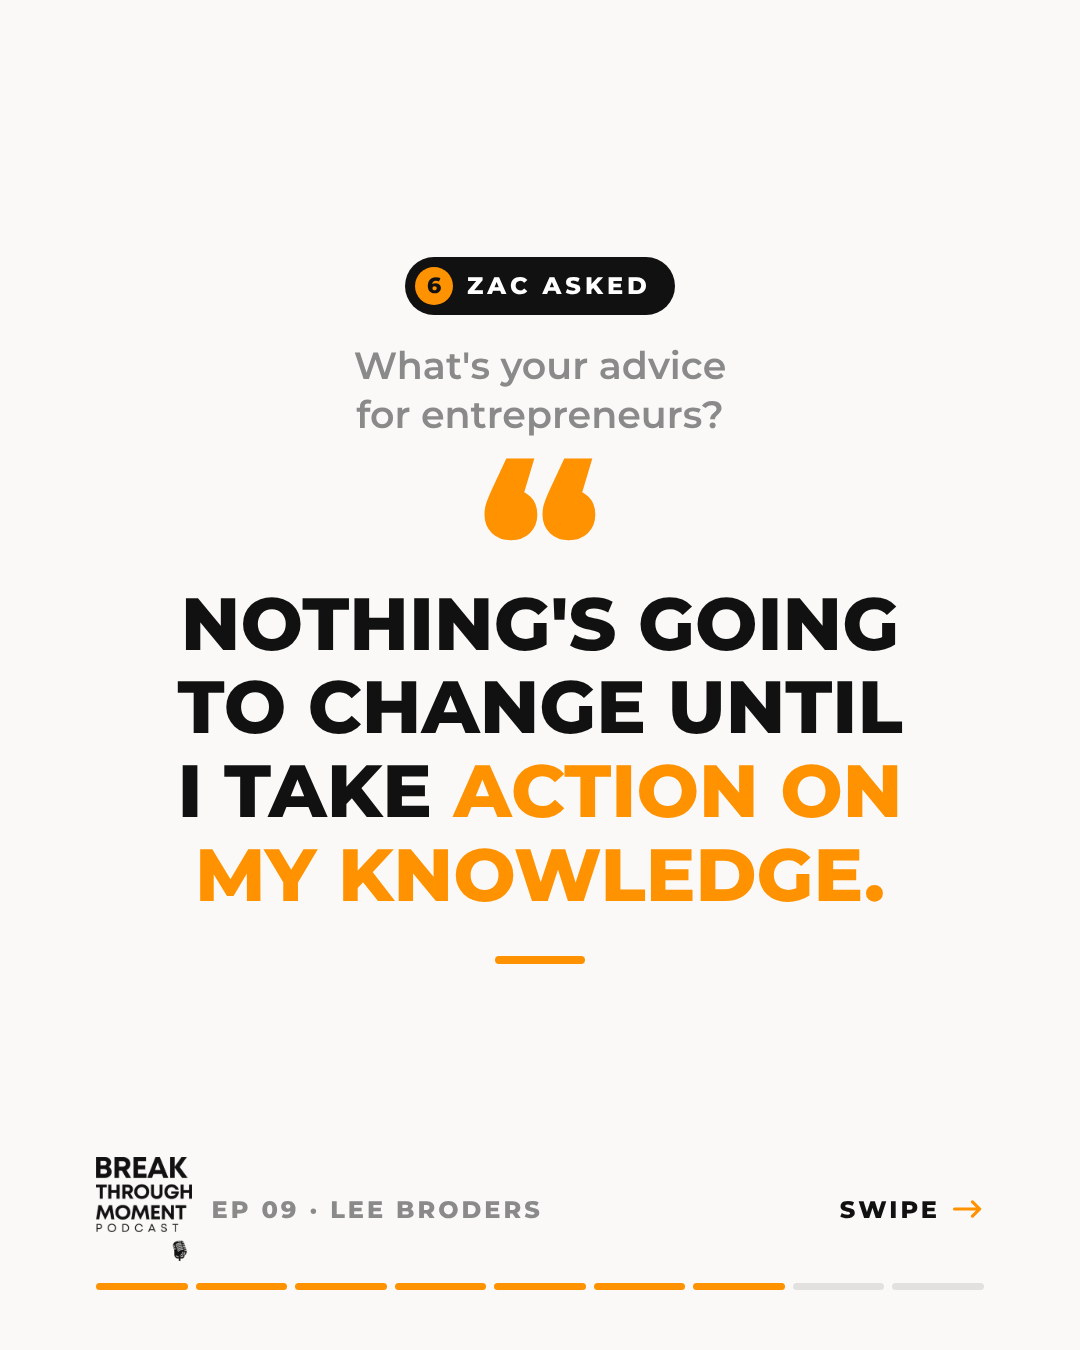 6 ZAC ASKED
What's your advice
for entrepreneurs?
“
NOTHING'S GOING
TO CHANGE UNTIL
I TAKE ACTION ON
MY KNOWLEDGE.
BREAK
THROUGH
MOMENT
PODCAST
EP 09 · LEE BRODERS
SWIPE →